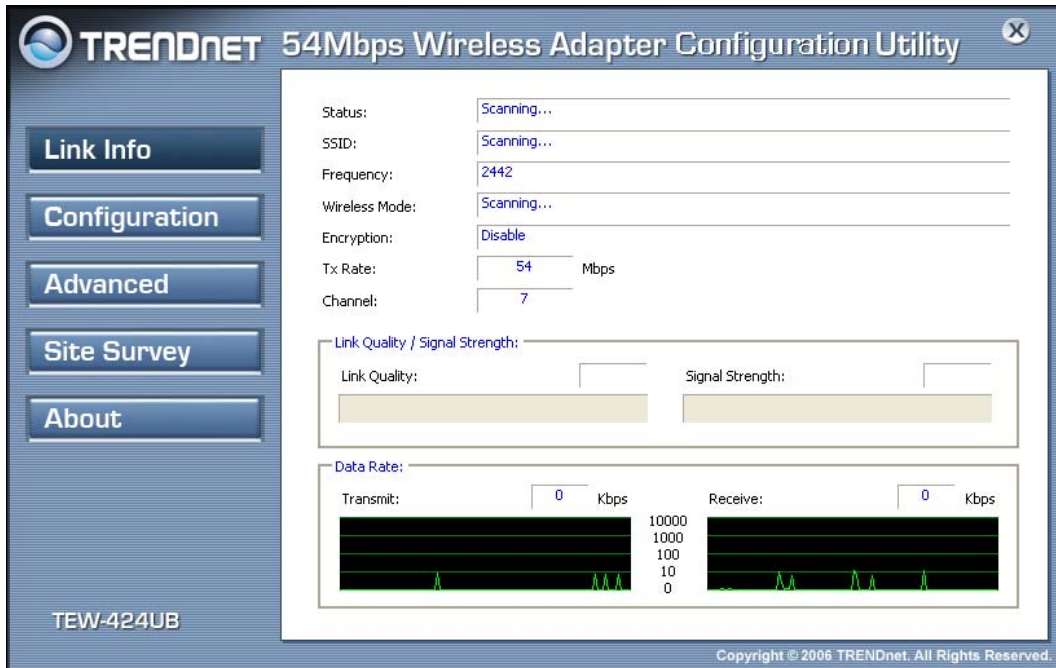 TRENDNET 54Mbps Wireless Adapter Configuration Utility
X
Link Info
Configuration
Advanced
Site Survey
About
TEW-424UB
Status: Scanning...
SSID: Scanning...
Frequency: 2442
Wireless Mode: Scanning...
Encryption: Disable
Tx Rate: 54 Mbps
Channel: 7
Link Quality / Signal Strength:
Link Quality: Signal Strength:
Data Rate:
Transmit: 0 Kbps Receive: 0 Kbps
10000
1000
100
10
0
Copyright © 2006 TRENDnet. All Rights Reserved.